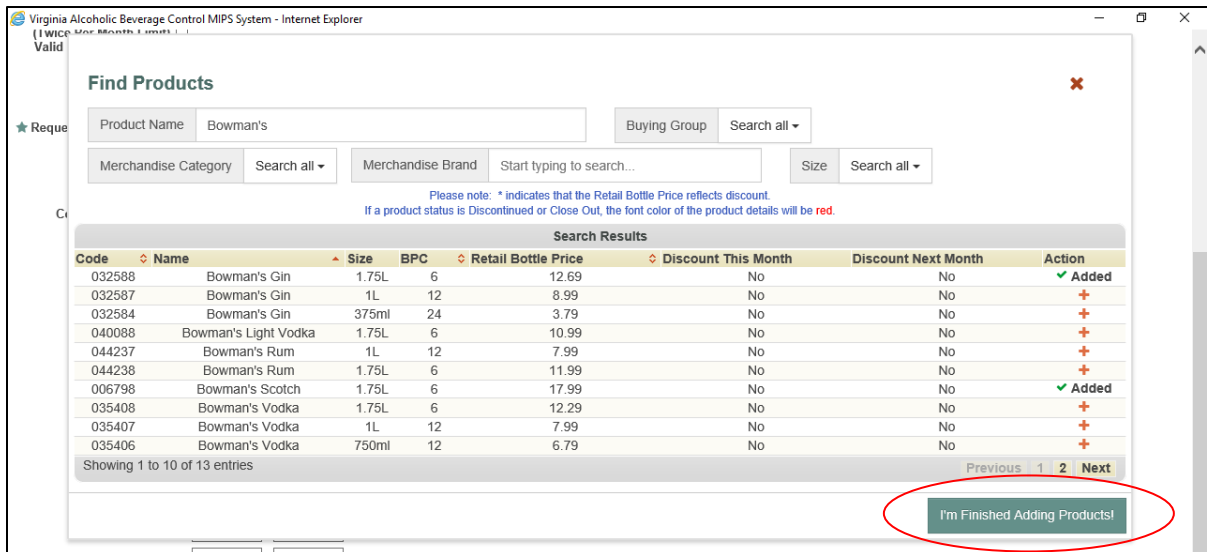 Virginia Alcoholic Beverage Control MIPS System - Internet Explorer
(Twice Per Month Limit)
Valid
Find Products
Product Name Bowman's Buying Group Search all
★ Reque
Merchandise Category Search all Merchandise Brand Start typing to search... Size Search all
Please note: * indicates that the Retail Bottle Price reflects discount.
If a product status is Discontinued or Close Out, the font color of the product details will be red.
Search Results
Code Name Size BPC Retail Bottle Price Discount This Month Discount Next Month Action
032588 Bowman's Gin 1.75L 6 12.69 No No ✔ Added
032587 Bowman's Gin 1L 12 8.99 No No +
032584 Bowman's Gin 375ml 24 3.79 No No +
040088 Bowman's Light Vodka 1.75L 6 10.99 No No +
044237 Bowman's Rum 1L 12 7.99 No No +
044238 Bowman's Rum 1.75L 6 11.99 No No +
006798 Bowman's Scotch 1.75L 6 17.99 No No ✔ Added
035408 Bowman's Vodka 1.75L 6 12.29 No No +
035407 Bowman's Vodka 1L 12 7.99 No No +
035406 Bowman's Vodka 750ml 12 6.79 No No +
Showing 1 to 10 of 13 entries Previous 1 2 Next
I'm Finished Adding Products!